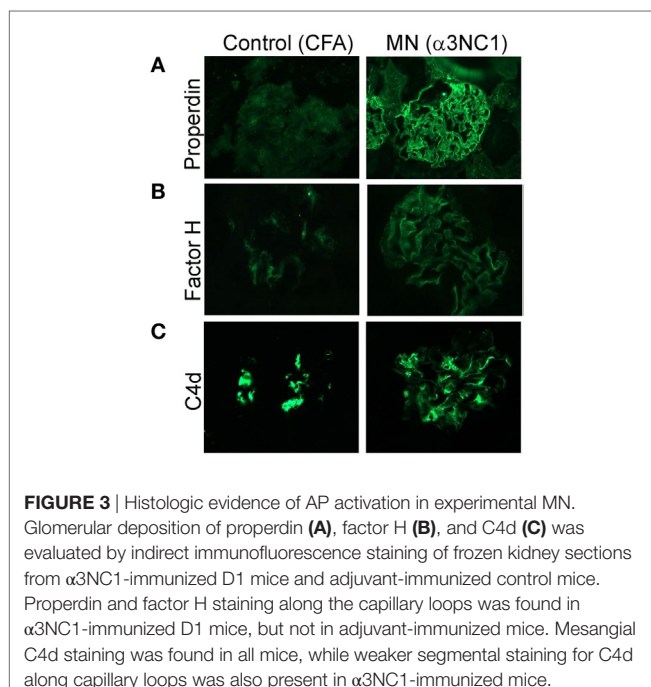 Control (CFA) MN (α3NC1)
A
Properdin
B
Factor H
C
C4d
FIGURE 3 | Histologic evidence of AP activation in experimental MN.
Glomerular deposition of properdin (A), factor H (B), and C4d (C) was
evaluated by indirect immunofluorescence staining of frozen kidney sections
from α3NC1-immunized D1 mice and adjuvant-immunized control mice.
Properdin and factor H staining along the capillary loops was found in
α3NC1-immunized D1 mice, but not in adjuvant-immunized mice. Mesangial
C4d staining was found in all mice, while weaker segmental staining for C4d
along capillary loops was also present in α3NC1-immunized mice.